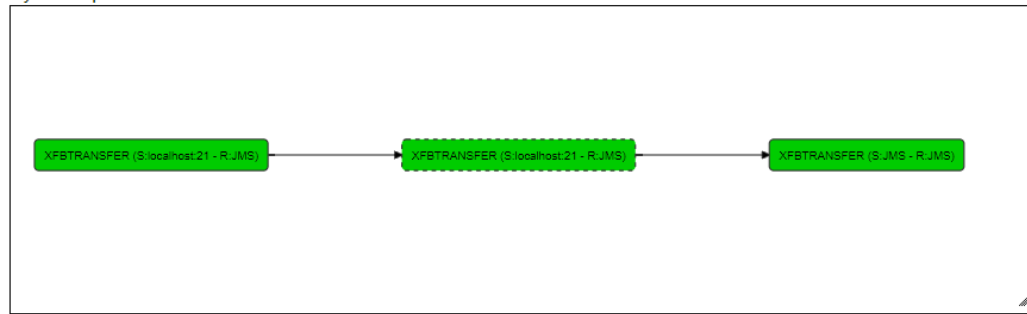 XFBTRANSFER (S:localhost:21 - R:JMS)
XFBTRANSFER (S:localhost:21 - R:JMS)
XFBTRANSFER (S:JMS - R:JMS)